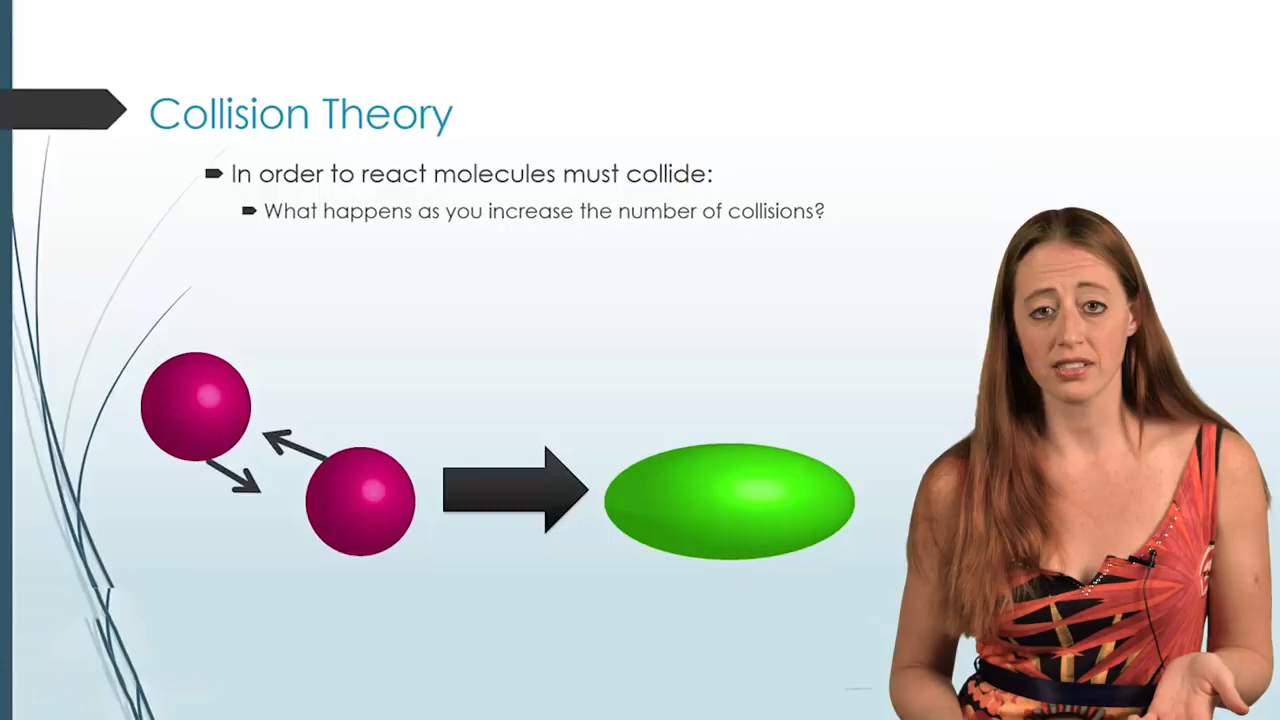 Collision Theory
In order to react molecules must collide:
What happens as you increase the number of collisions?